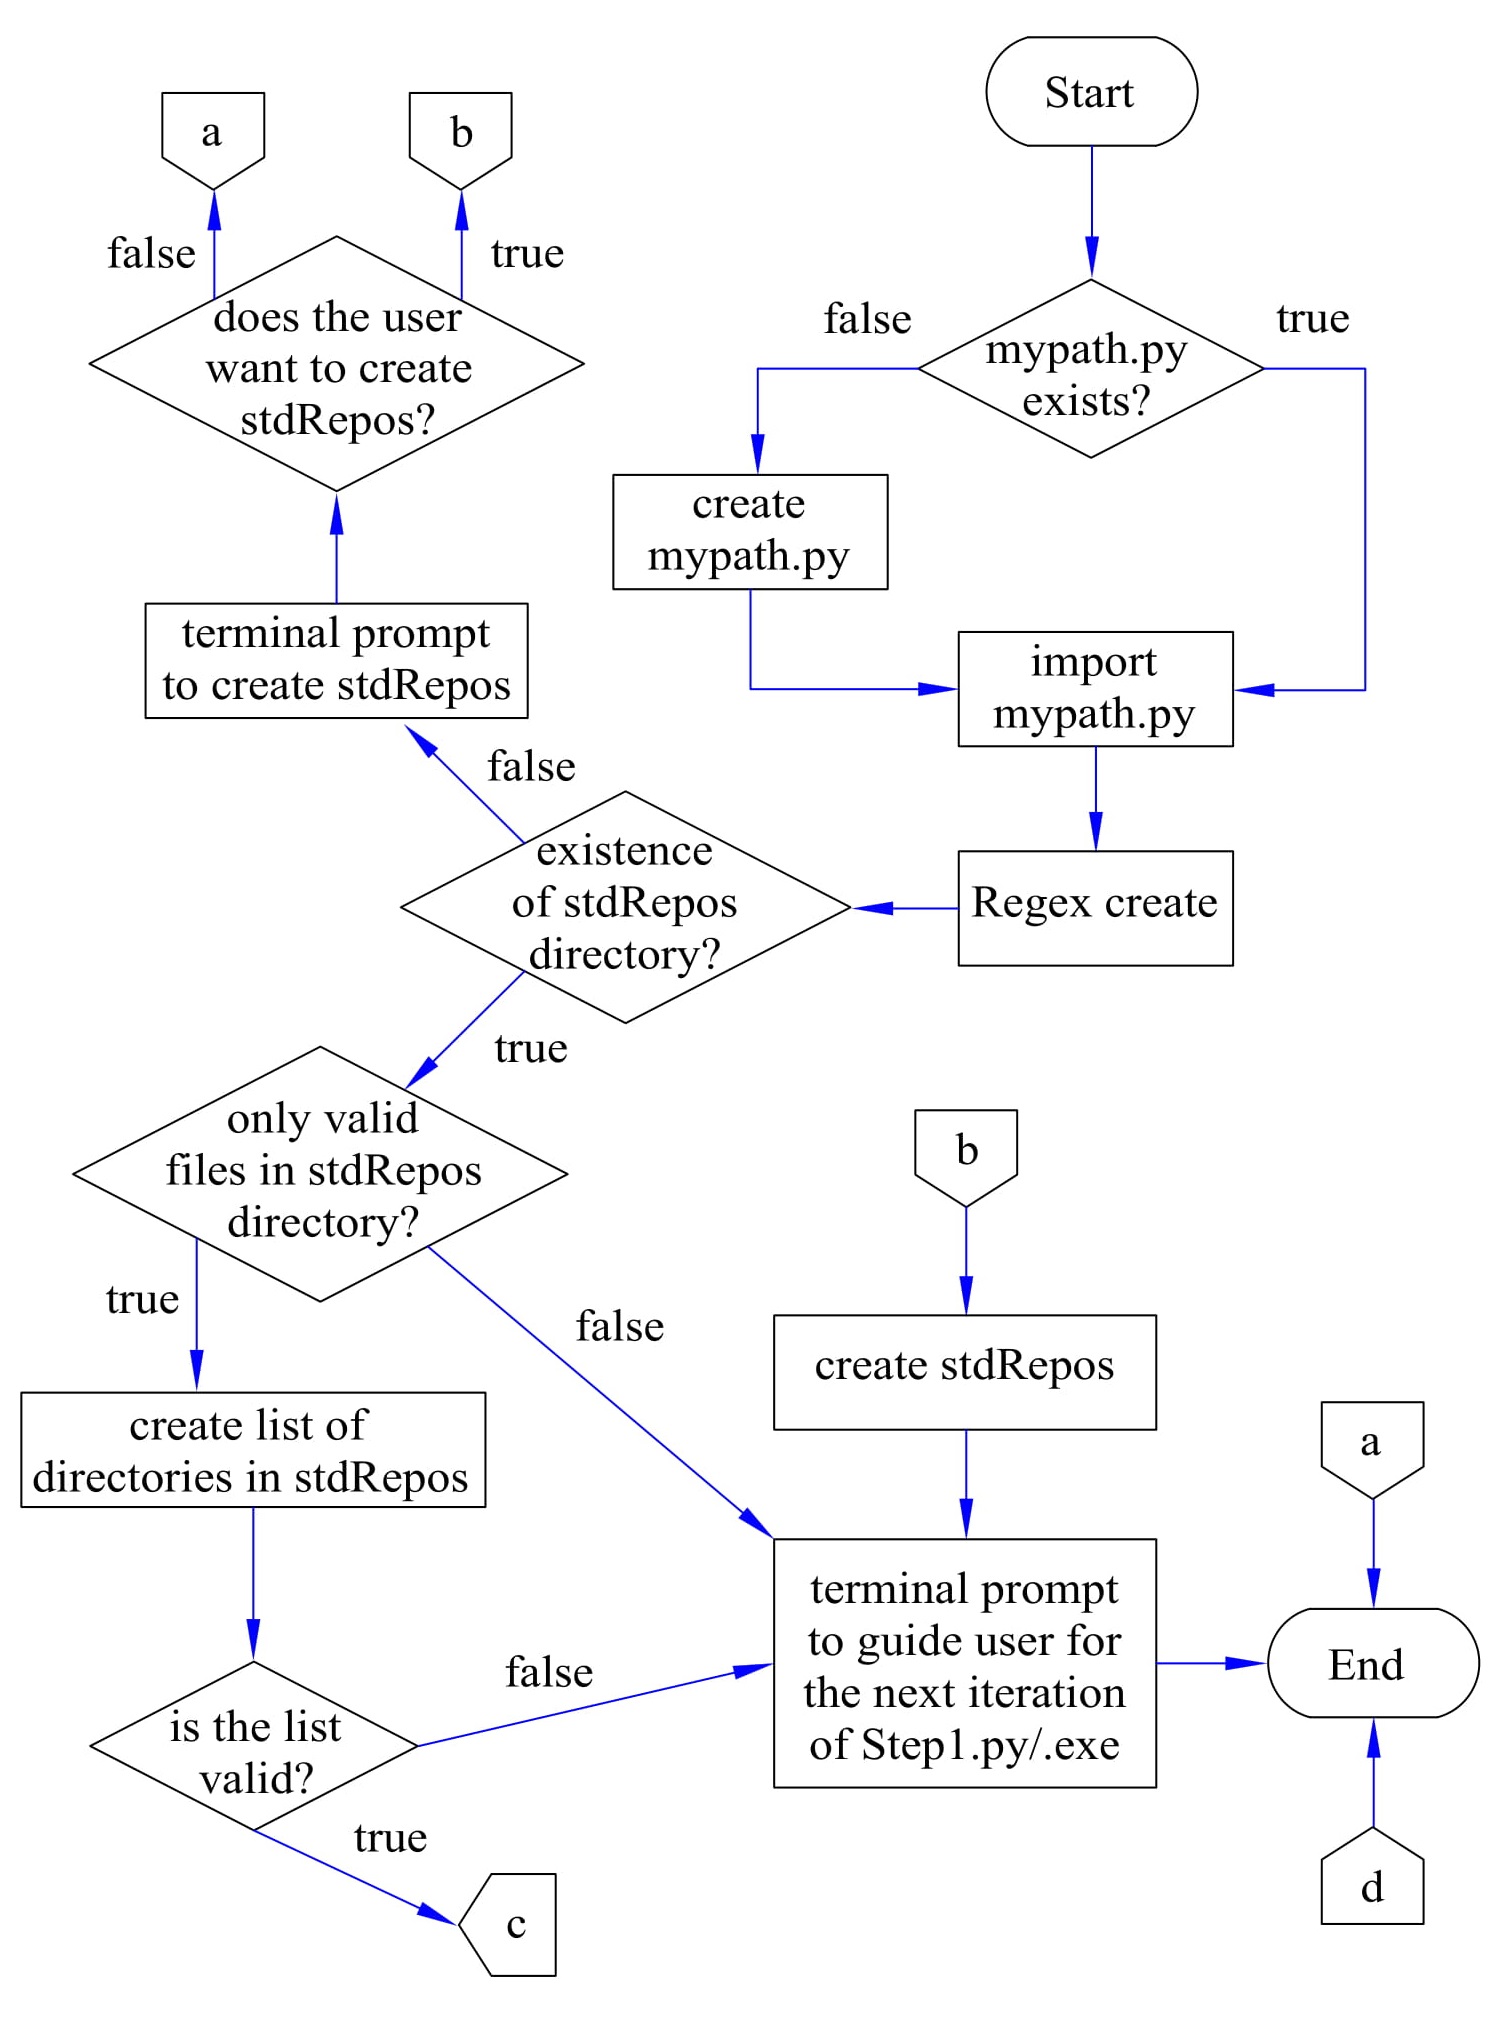 Start
a
b
false
true
does the user
want to create
stdRepos?
false
true
mypath.py
exists?
create
mypath.py
terminal prompt
to create stdRepos
import
mypath.py
false
existence
of stdRepos
directory?
Regex create
true
only valid
files in stdRepos
directory?
b
true
false
create stdRepos
create list of
directories in stdRepos
a
terminal prompt
to guide user for
the next iteration
of Step1.py/.exe
End
false
is the list
valid?
true
c
d